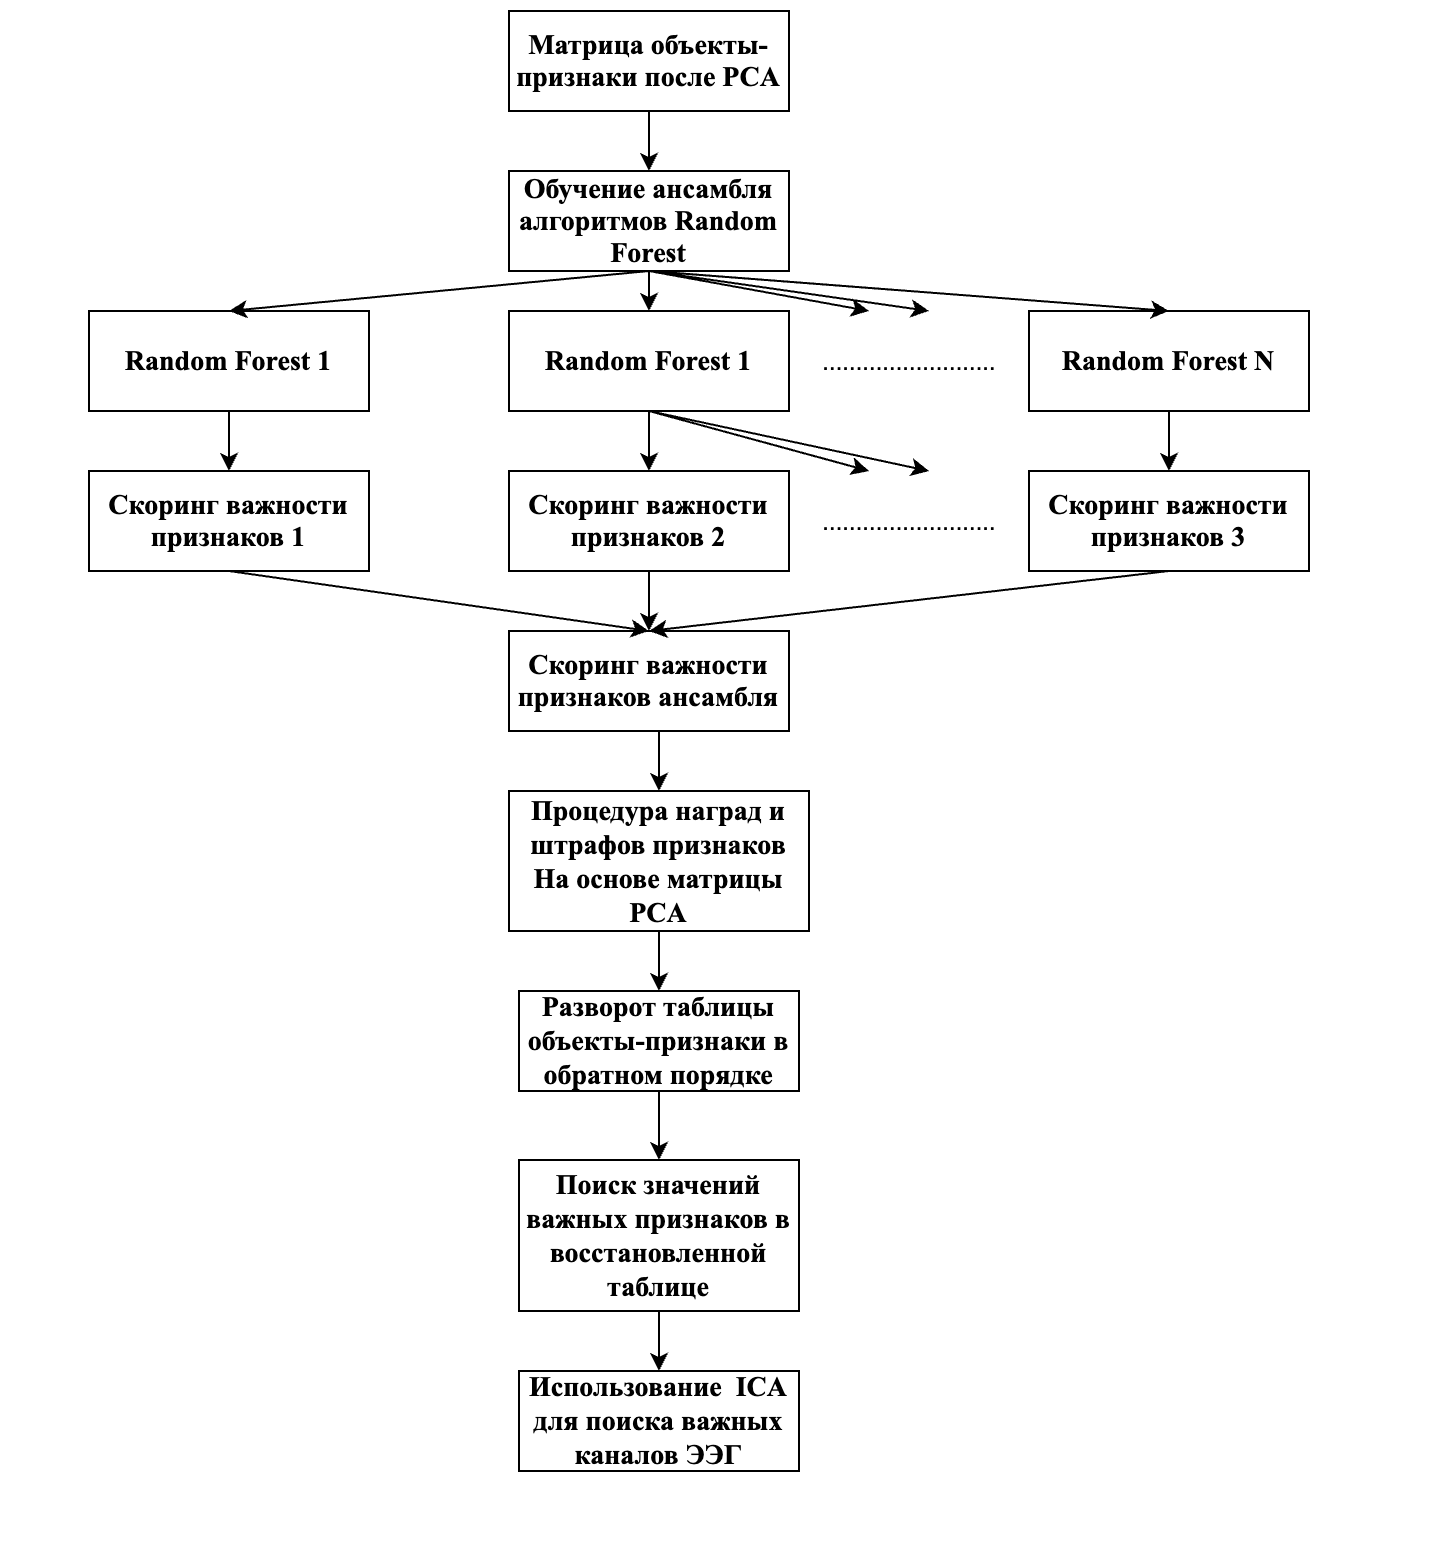 Матрица объекты-
признаки после PCA
Обучение ансамбля
алгоритмов Random
Forest
Random Forest 1
Random Forest 1
..........................
Random Forest N
Скоринг важности
признаков 1
Скоринг важности
признаков 2
..........................
Скоринг важности
признаков 3
Скоринг важности
признаков ансамбля
Процедура наград и
штрафов признаков
На основе матрицы
PCA
Разворот таблицы
объекты-признаки в
обратном порядке
Поиск значений
важных признаков в
восстановленной
таблице
Использование  ICA
для поиска важных
каналов ЭЭГ